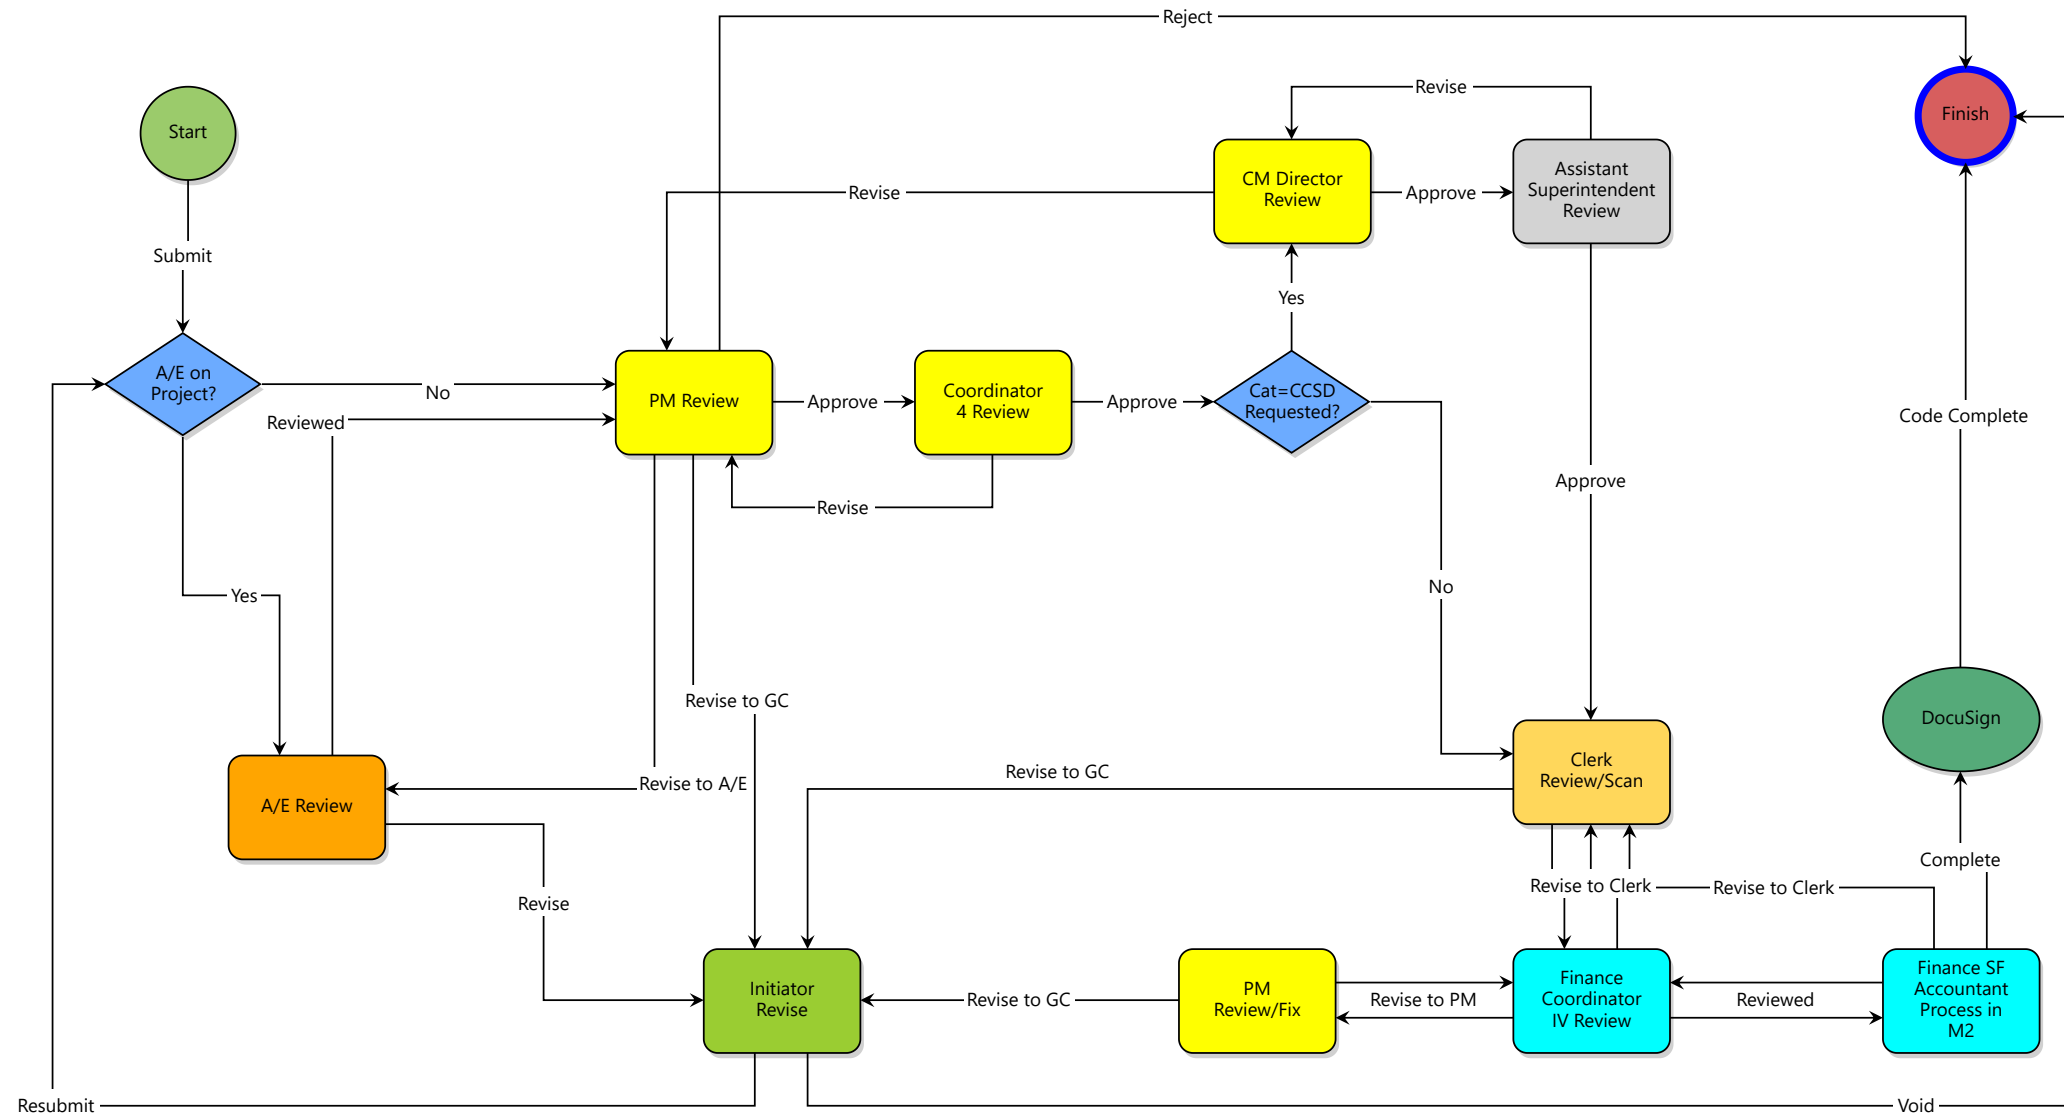 Reject
Revise
Start
Finish
CM Director
Review
Assistant
Superintendent
Review
Revise
Approve
Submit
Yes
A/E on
Project?
No
Reviewed
PM Review
Approve
Coordinator
4 Review
Approve
Cat=CCSD
Requested?
Code Complete
Revise
Approve
No
Yes
Revise to GC
DocuSign
Revise to A/E
Revise to GC
Clerk
Review/Scan
A/E Review
Complete
Revise to Clerk
Revise to Clerk
Revise
Initiator
Revise
Revise to GC
PM
Review/Fix
Revise to PM
Finance
Coordinator
IV Review
Reviewed
Finance SF
Accountant
Process in
M2
Resubmit
Void